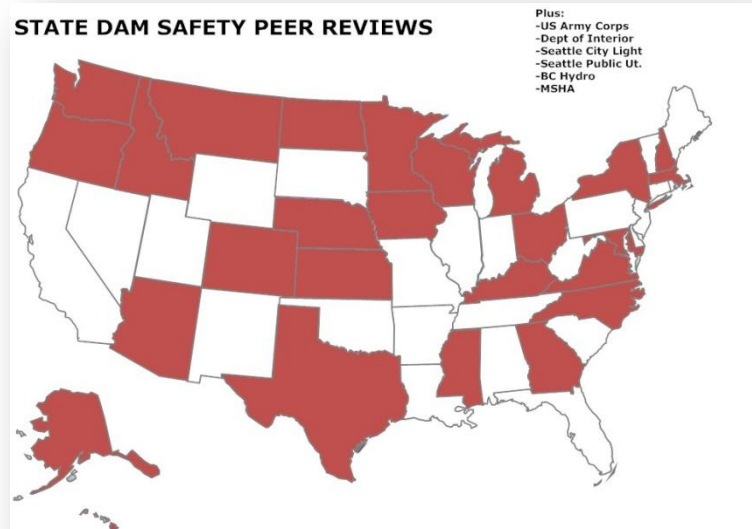 STATE DAM SAFETY PEER REVIEWS
Plus:
-US Army Corps
-Dept of Interior
-Seattle City Light
-Seattle Public Ut.
-BC Hydro
-MSHA